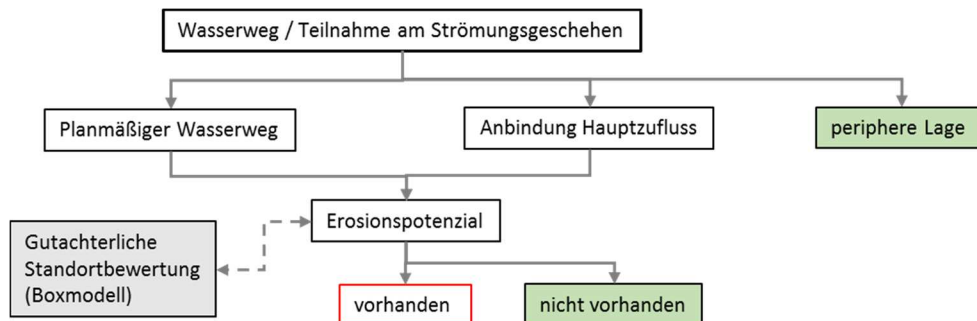 Wasserweg / Teilnahme am Strömungsgeschehen
Planmäßiger Wasserweg
Anbindung Hauptzufluss
periphere Lage
Erosionspotenzial
Gutachterliche
Standortbewertung
(Boxmodell)
vorhanden
nicht vorhanden